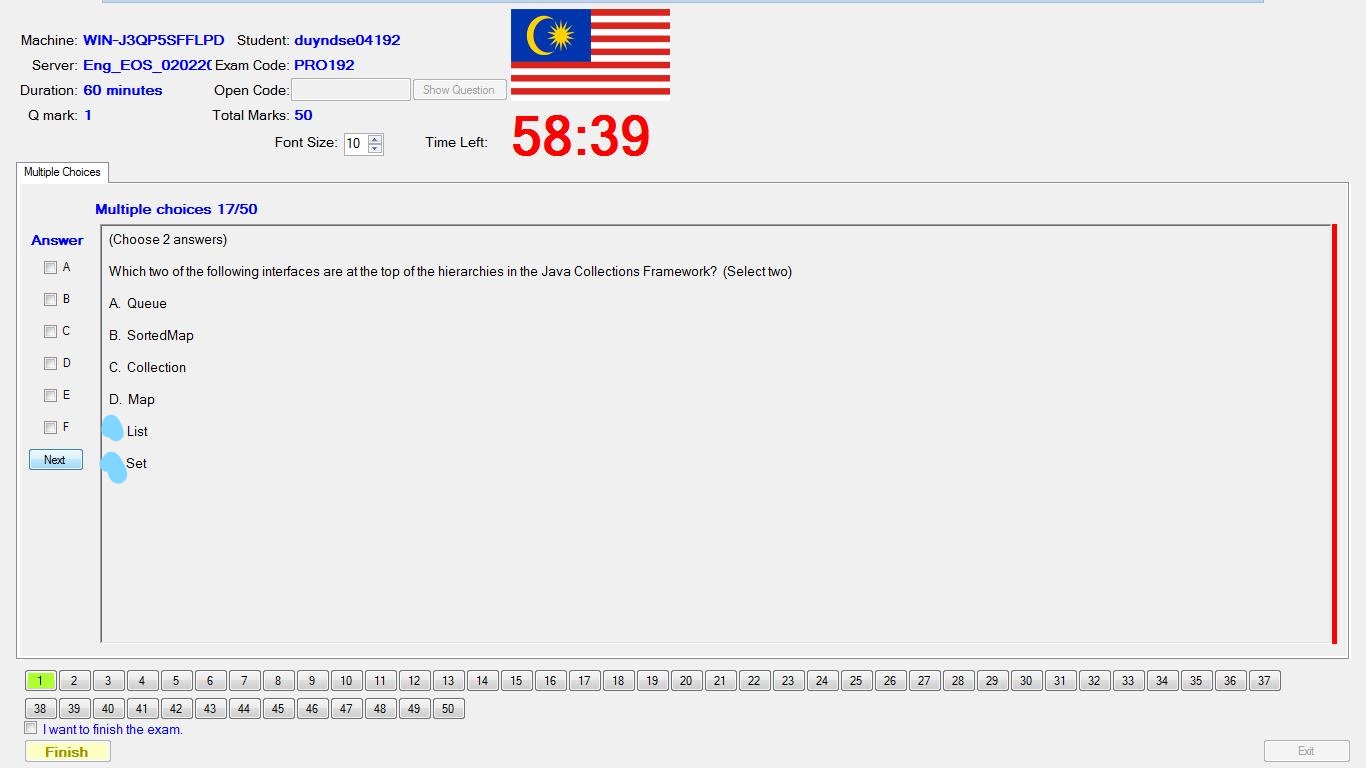 Machine: WIN-J3QP5SFFLPD Student: duyndse04192
Server: Eng_EOS_020220 Exam Code: PRO192
Duration: 60 minutes Open Code: Show Question
Q mark: 1 Total Marks: 50
Font Size: 10 Time Left: 58:39
Multiple Choices
Multiple choices 17/50
Answer
(Choose 2 answers)
A
Which two of the following interfaces are at the top of the hierarchies in the Java Collections Framework? (Select two)
B
A. Queue
C
B. SortedMap
D
C. Collection
E
D. Map
F
List
Next
Set
1 2 3 4 5 6 7 8 9 10 11 12 13 14 15 16 17 18 19 20 21 22 23 24 25 26 27 28 29 30 31 32 33 34 35 36 37
38 39 40 41 42 43 44 45 46 47 48 49 50
I want to finish the exam.
Finish Exit